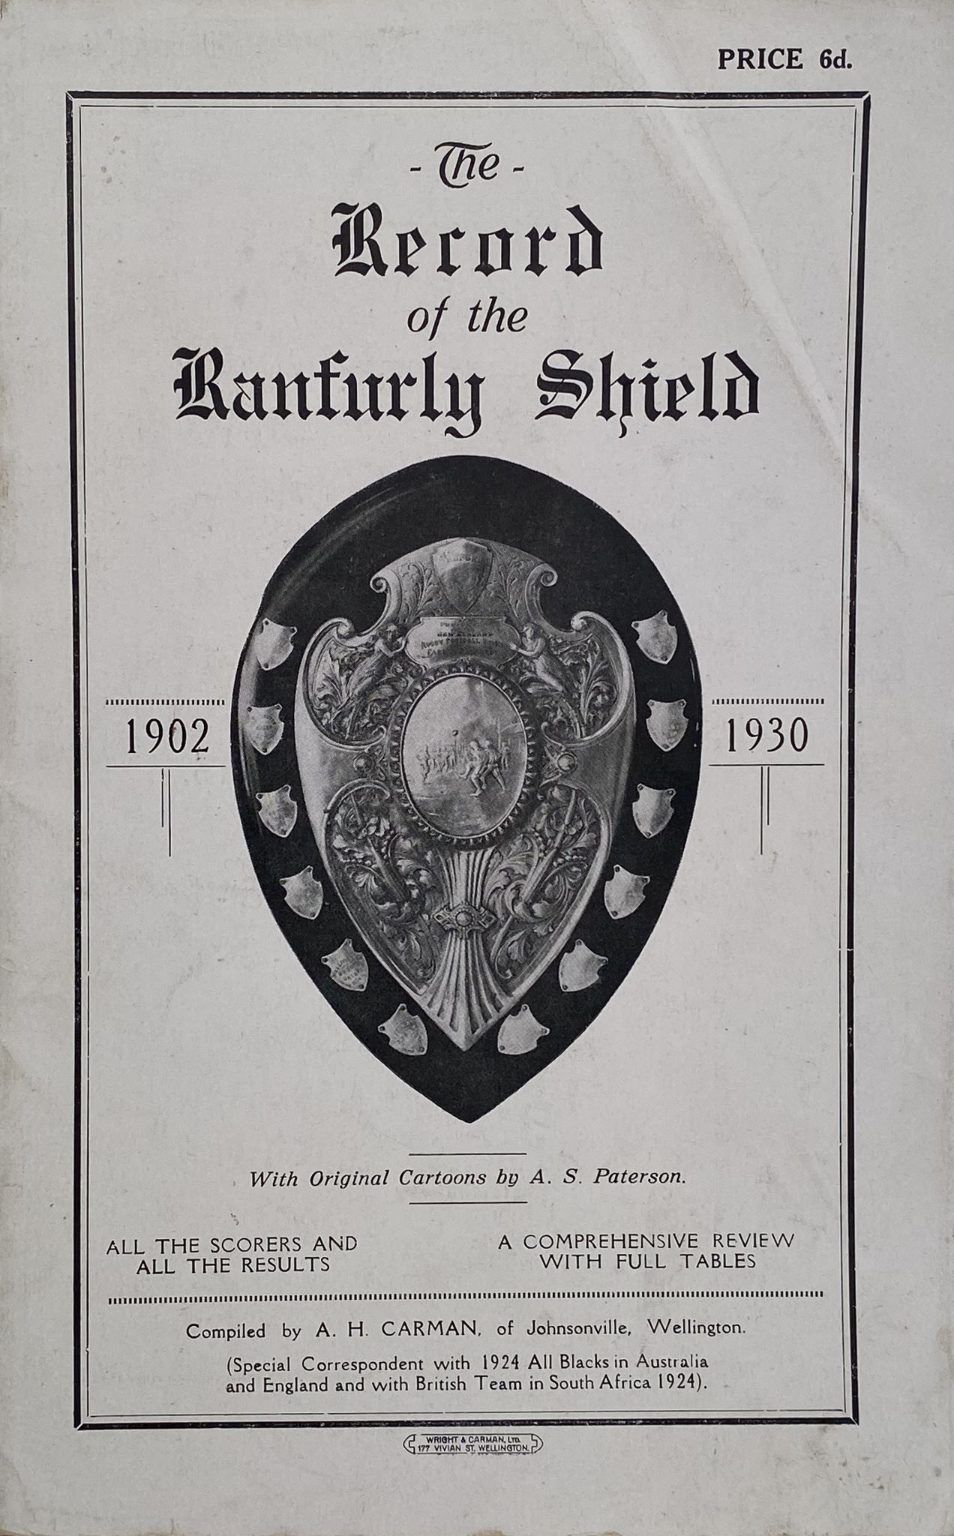 PRICE 6d.
- The -
Record
of the
Ranfurly Shield
1902
1930
With Original Cartoons by A. S. Paterson.
ALL THE SCORERS AND
ALL THE RESULTS
A COMPREHENSIVE REVIEW
WITH FULL TABLES
Compiled by A. H. CARMAN, of Johnsonville, Wellington.
(Special Correspondent with 1924 All Blacks in Australia
and England and with British Team in South Africa 1924).
WRIGHT & CARMAN, LTD.
177 VIVIAN ST, WELLINGTON.